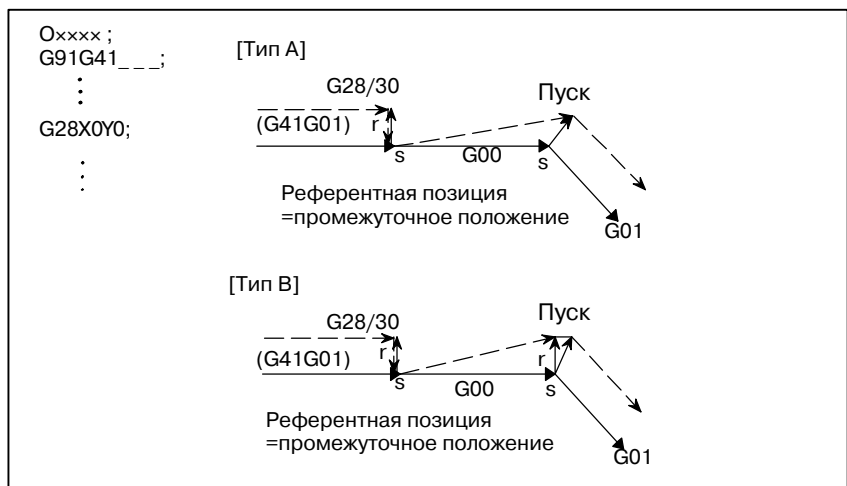 O×××× ;
G91G41_ _ _;
G28X0Y0;
[Тип A]
G28/30
Пуск
(G41G01)
r
s
G00
s
Референтная позиция
=промежуточное положение
G01
[Тип B]
G28/30
Пуск
(G41G01)
r
r
s
G00
s
Референтная позиция
=промежуточное положение
G01